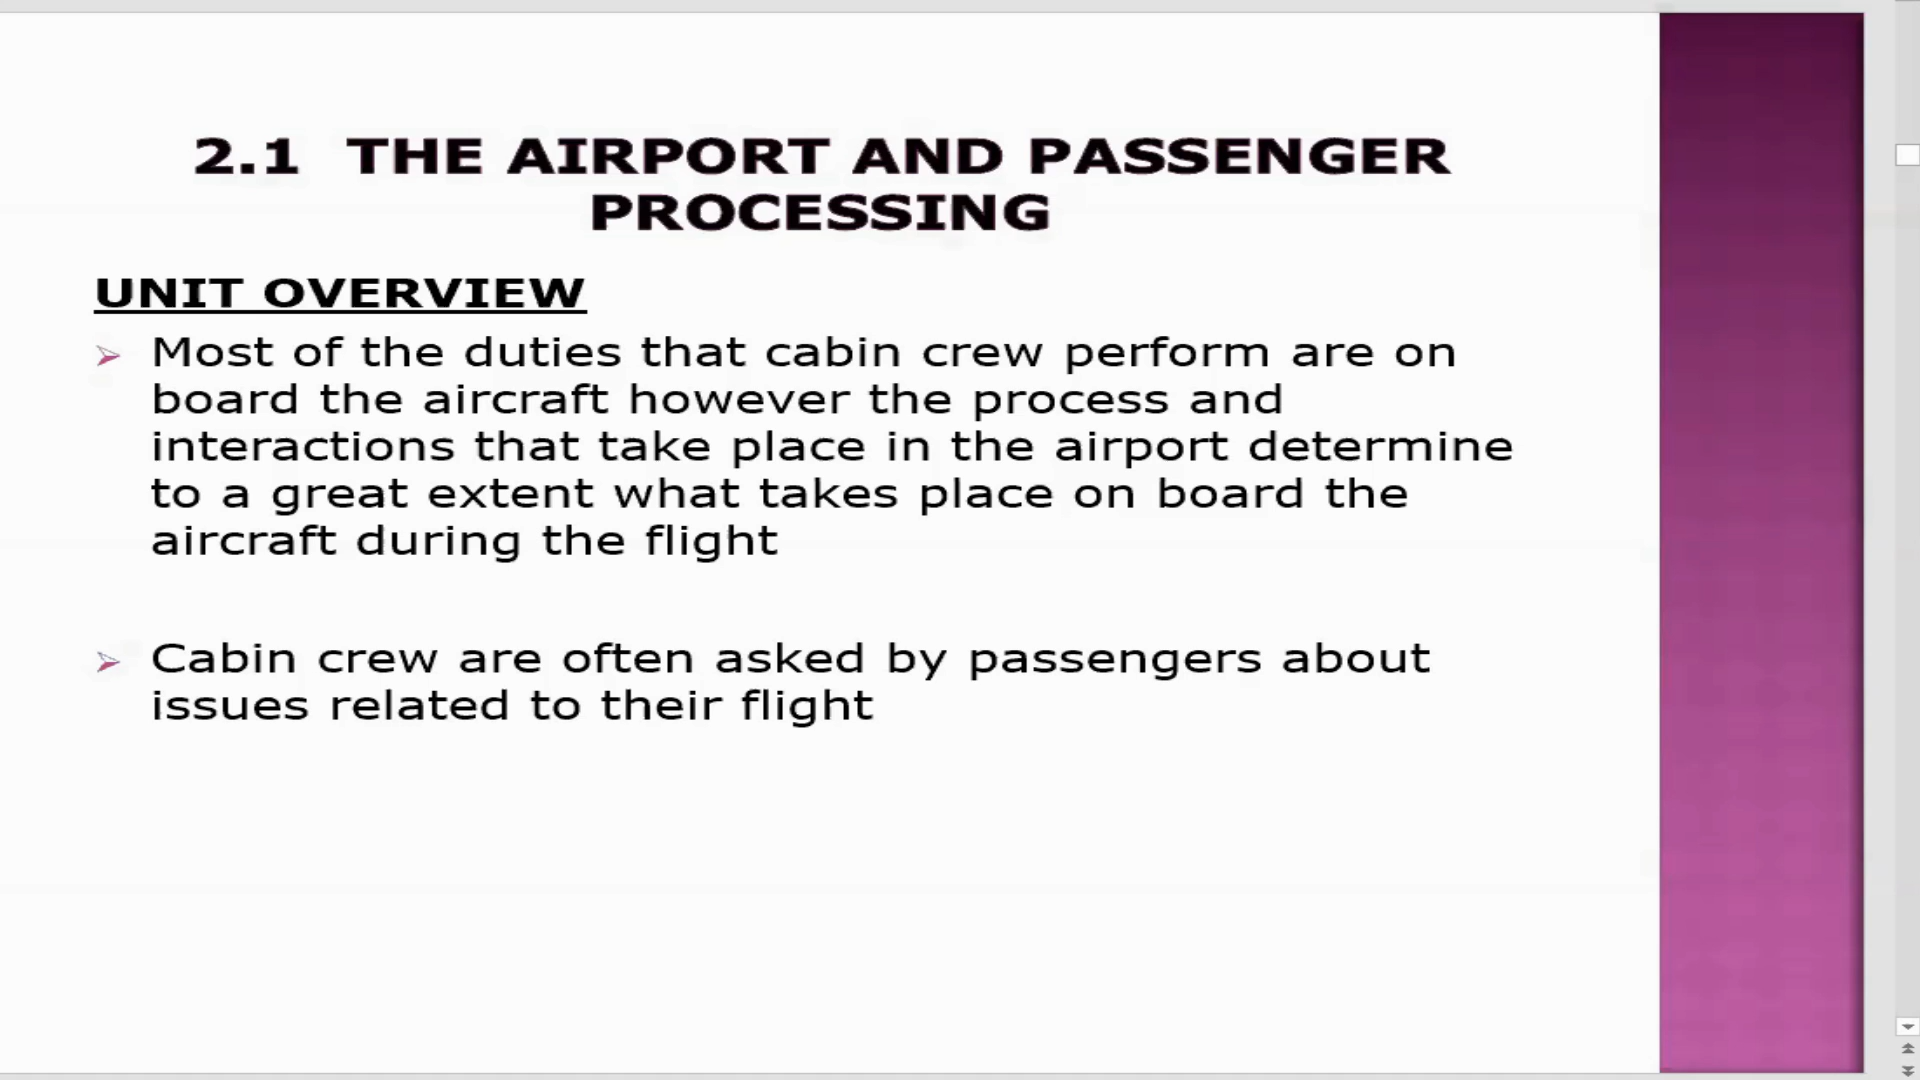 2.1 THE AIRPORT AND PASSENGER
PROCESSING
UNIT OVERVIEW
Most of the duties that cabin crew perform are on
board the aircraft however the process and
interactions that take place in the airport determine
to a great extent what takes place on board the
aircraft during the flight
Cabin crew are often asked by passengers about
issues related to their flight